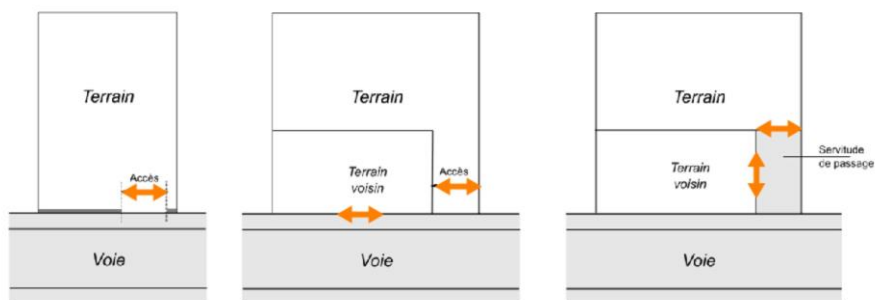 Terrain
Accès
Voie
Terrain
Terrain
voisin
Accès
Voie
Terrain
Terrain
voisin
Servitude
de passage
Voie